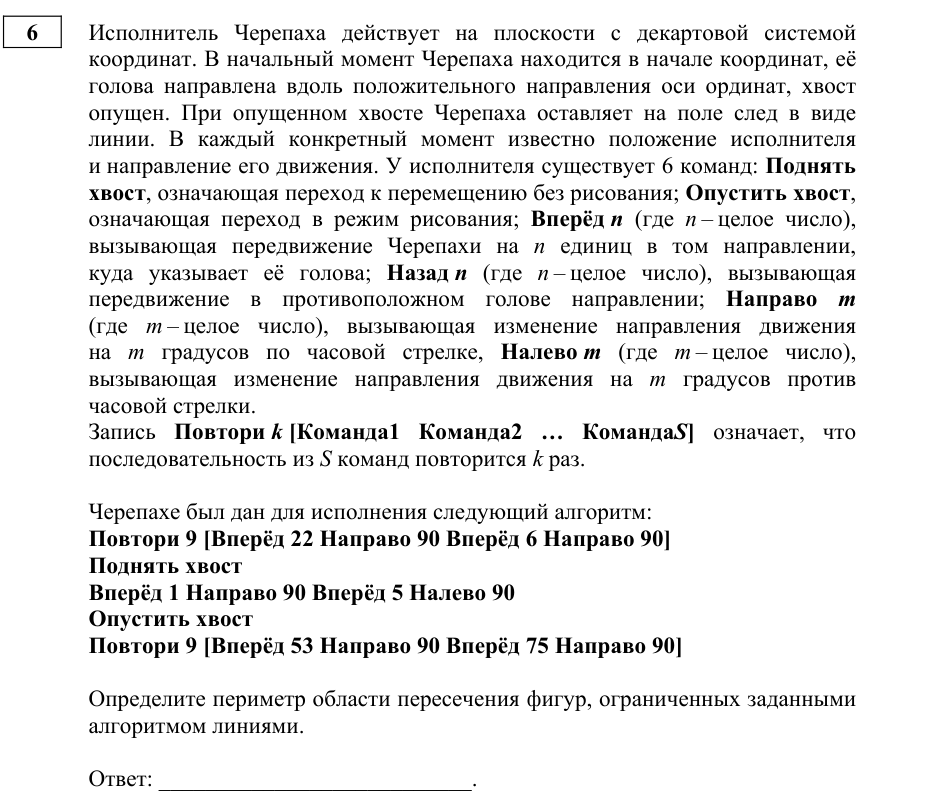 6
Исполнитель Черепаха действует на плоскости с декартовой системой
координат. В начальный момент Черепаха находится в начале координат, её
голова направлена вдоль положительного направления оси ординат, хвост
опущен. При опущенном хвосте Черепаха оставляет на поле след в виде
линии. В каждый конкретный момент известно положение исполнителя
и направление его движения. У исполнителя существует 6 команд: Поднять
хвост, означающая переход к перемещению без рисования; Опустить хвост,
означающая переход в режим рисования; Вперёд n (где n – целое число),
вызывающая передвижение Черепахи на n единиц в том направлении,
куда указывает её голова; Назад n (где n – целое число), вызывающая
передвижение в противоположном голове направлении; Направо m
(где m – целое число), вызывающая изменение направления движения
на m градусов по часовой стрелке, Налево m (где m – целое число),
вызывающая изменение направления движения на m градусов против
часовой стрелки.
Запись Повтори k [Команда1 Команда2 … КомандаS] означает, что
последовательность из S команд повторится k раз.
Черепахе был дан для исполнения следующий алгоритм:
Повтори 9 [Вперёд 22 Направо 90 Вперёд 6 Направо 90]
Поднять хвост
Вперёд 1 Направо 90 Вперёд 5 Налево 90
Опустить хвост
Повтори 9 [Вперёд 53 Направо 90 Вперёд 75 Направо 90]
Определите периметр области пересечения фигур, ограниченных заданными
алгоритмом линиями.
Ответ: ___________________________.